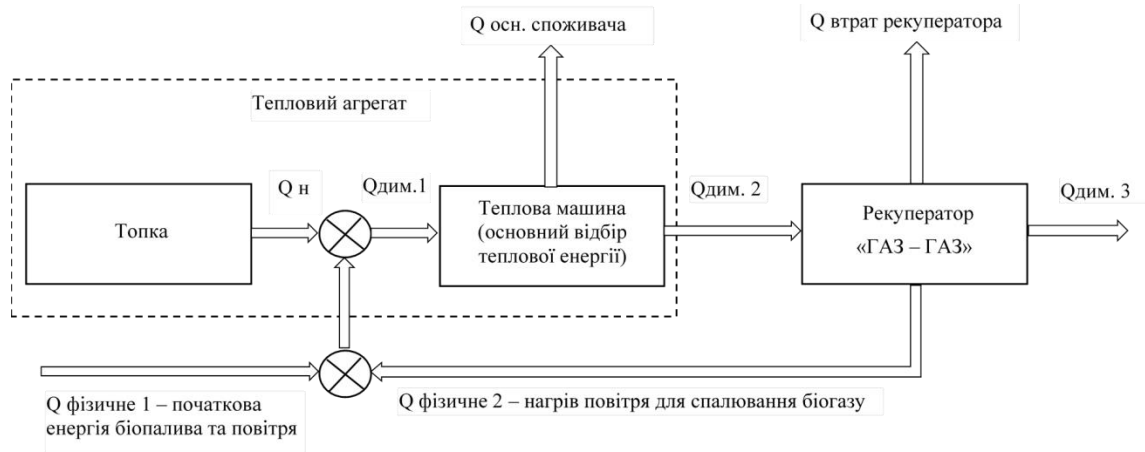 Q осн. споживача
Q втрат рекуператора
Тепловий агрегат
Q н
Qдим.1
Qдим. 2
Qдим. 3
Топка
Теплова машина
(основний відбір
теплової енергії)
Рекуператор
«ГАЗ – ГАЗ»
Q фізичне 1 – початкова
енергія біопалива та повітря
Q фізичне 2 – нагрів повітря для спалювання біогазу